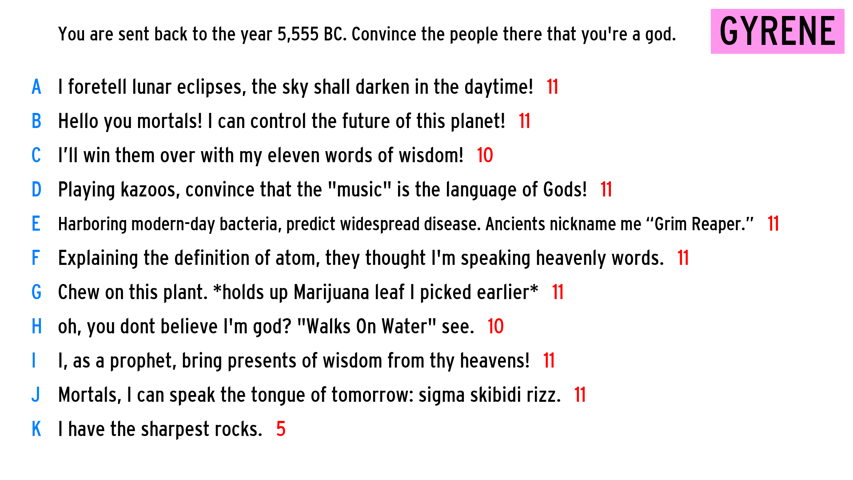 You are sent back to the year 5,555 BC. Convince the people there that you're a god.
GYRENE
A I foretell lunar eclipses, the sky shall darken in the daytime! 11
B Hello you mortals! I can control the future of this planet! 11
C I’ll win them over with my eleven words of wisdom! 10
D Playing kazoos, convince that the "music" is the language of Gods! 11
E Harboring modern-day bacteria, predict widespread disease. Ancients nickname me “Grim Reaper.” 11
F Explaining the definition of atom, they thought I'm speaking heavenly words. 11
G Chew on this plant. *holds up Marijuana leaf I picked earlier* 11
H oh, you dont believe I'm god? "Walks On Water" see. 10
I I, as a prophet, bring presents of wisdom from thy heavens! 11
J Mortals, I can speak the tongue of tomorrow: sigma skibidi rizz. 11
K I have the sharpest rocks. 5